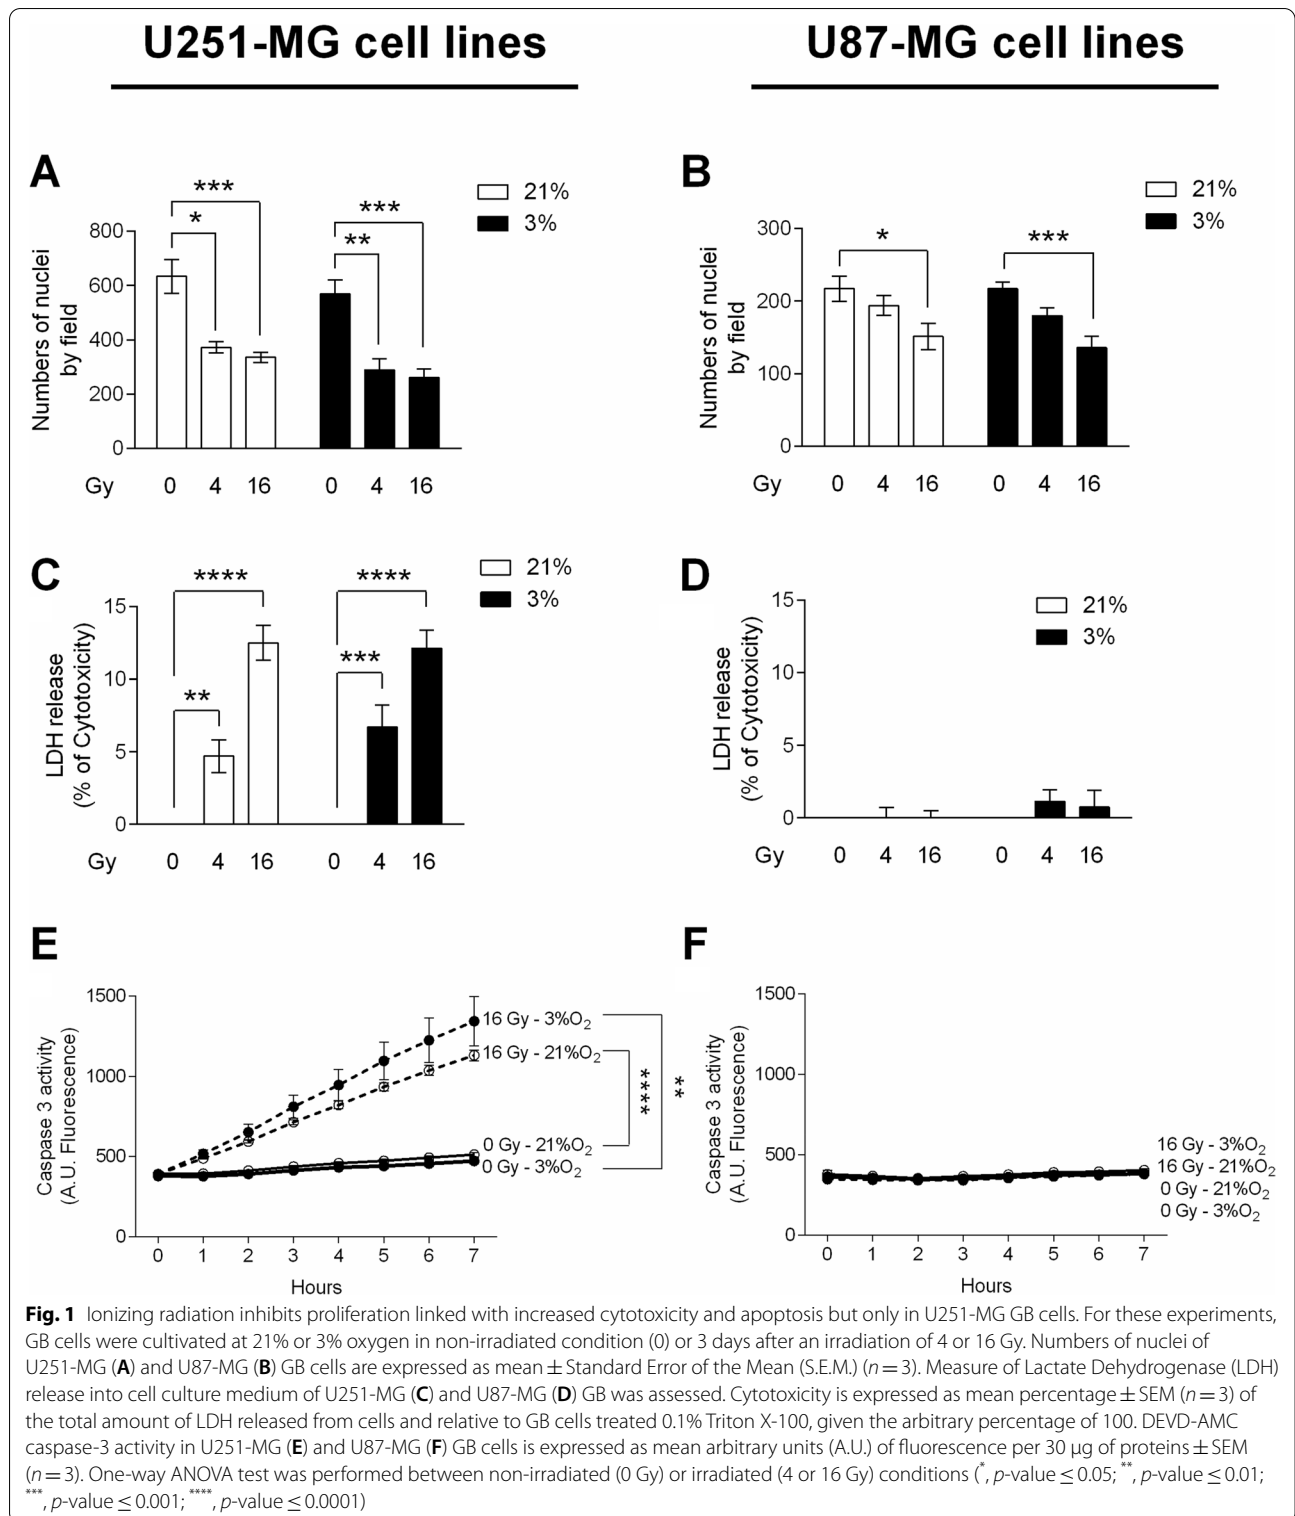 U251-MG cell lines
U87-MG cell lines
A
21%
3%
***
*
***
**
Numbers of nuclei
by field
800
600
400
200
0
Gy 0 4 16 0 4 16
B
21%
3%
*
***
Numbers of nuclei
by field
300
200
100
0
Gy 0 4 16 0 4 16
C
21%
3%
****
**
****
***
LDH release
(% of Cytotoxicity)
15
10
5
0
Gy 0 4 16 0 4 16
D
21%
3%
LDH release
(% of Cytotoxicity)
15
10
5
0
Gy 0 4 16 0 4 16
E
Caspase 3 activity
(A.U. Fluorescence)
1500
1000
500
0
16 Gy - 3%O₂
16 Gy - 21%O₂
0 Gy - 21%O₂
0 Gy - 3%O₂
****
**
0 1 2 3 4 5 6 7
Hours
F
Caspase 3 activity
(A.U. Fluorescence)
1500
1000
500
0
16 Gy - 3%O₂
16 Gy - 21%O₂
0 Gy - 21%O₂
0 Gy - 3%O₂
0 1 2 3 4 5 6 7
Hours
Fig. 1 Ionizing radiation inhibits proliferation linked with increased cytotoxicity and apoptosis but only in U251-MG GB cells. For these experiments,
GB cells were cultivated at 21% or 3% oxygen in non-irradiated condition (0) or 3 days after an irradiation of 4 or 16 Gy. Numbers of nuclei of
U251-MG (A) and U87-MG (B) GB cells are expressed as mean ± Standard Error of the Mean (S.E.M.) (n = 3). Measure of Lactate Dehydrogenase (LDH)
release into cell culture medium of U251-MG (C) and U87-MG (D) GB was assessed. Cytotoxicity is expressed as mean percentage ± SEM (n = 3) of
the total amount of LDH released from cells and relative to GB cells treated 0.1% Triton X-100, given the arbitrary percentage of 100. DEVD-AMC
caspase-3 activity in U251-MG (E) and U87-MG (F) GB cells is expressed as mean arbitrary units (A.U.) of fluorescence per 30 μg of proteins ± SEM
(n = 3). One-way ANOVA test was performed between non-irradiated (0 Gy) or irradiated (4 or 16 Gy) conditions (*, p-value ≤ 0.05; **, p-value ≤ 0.01;
***, p-value ≤ 0.001; ****, p-value ≤ 0.0001)